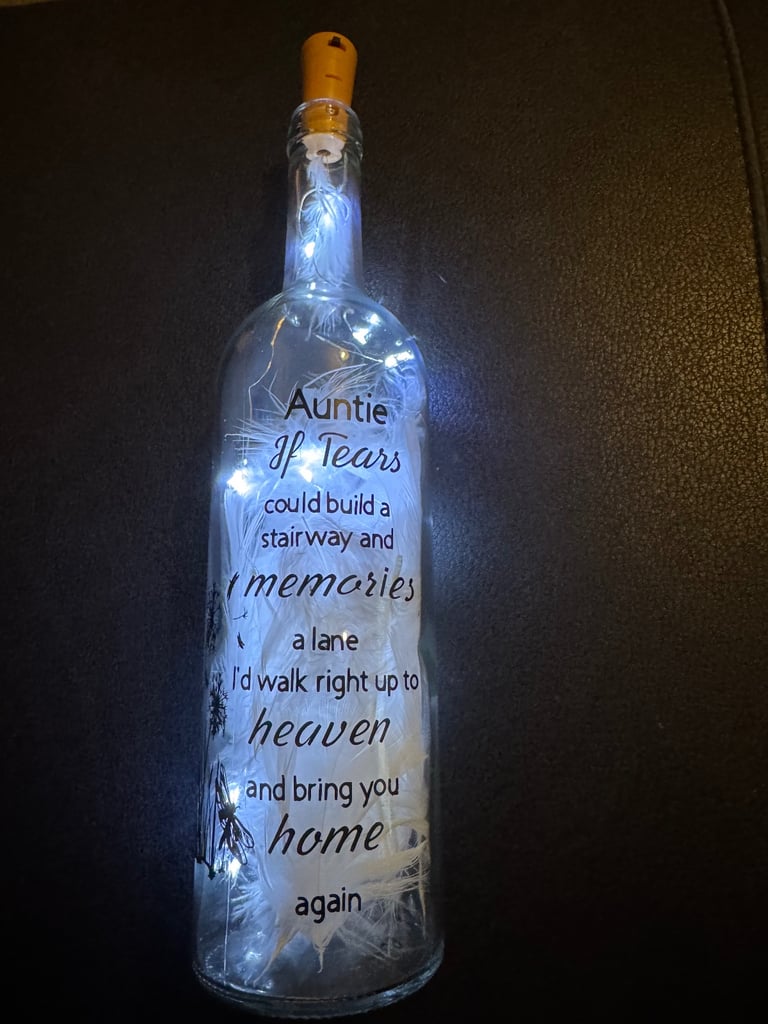 Auntie
If Tears
could build a
stairway and
memories
a lane
I'd walk right up to
heaven
and bring you
home
again